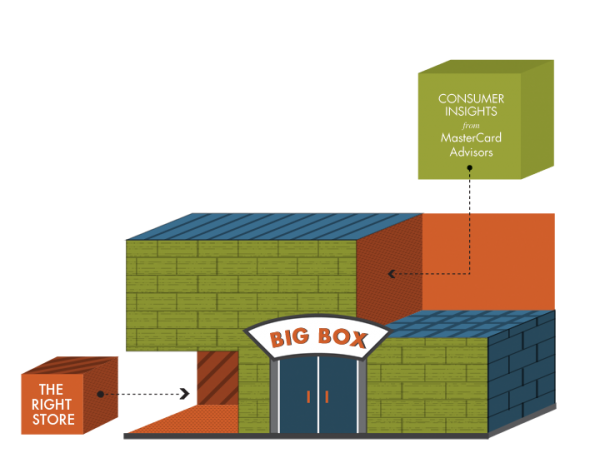 CONSUMER
INSIGHTS
from
MasterCard
Advisors
BIG BOX
THE
RIGHT
STORE